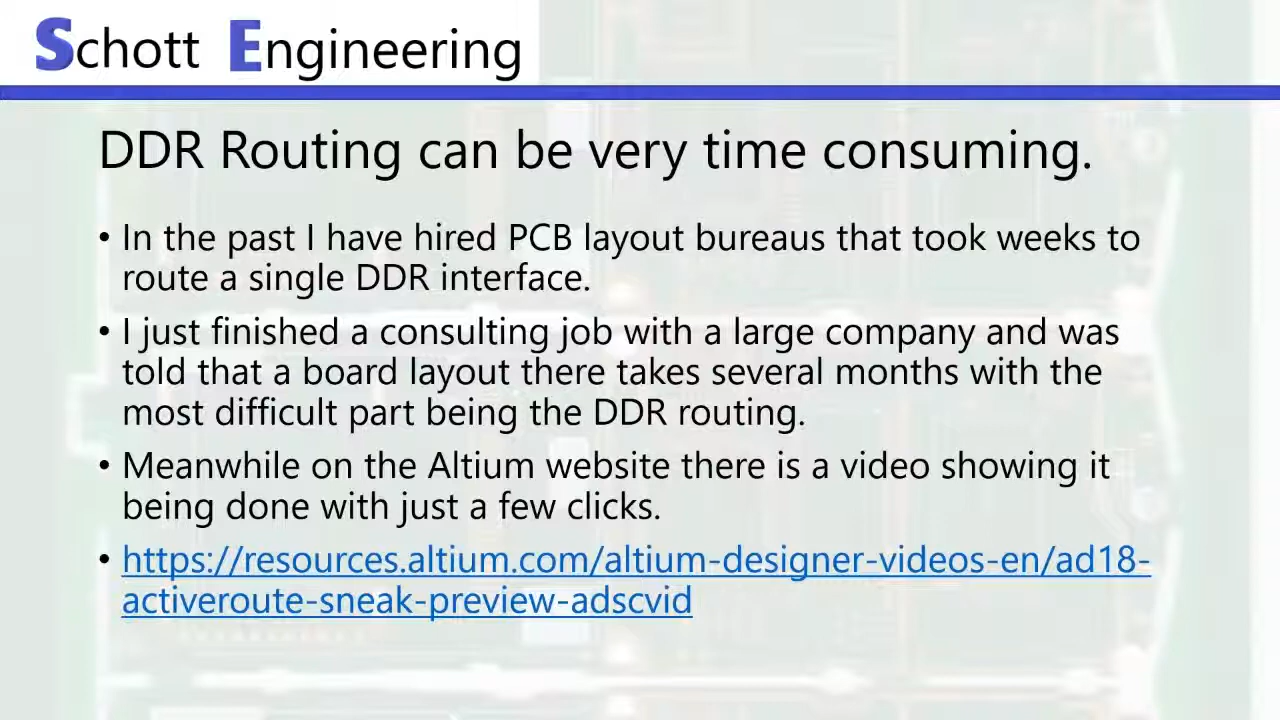 Schott Engineering
DDR Routing can be very time consuming.
• In the past I have hired PCB layout bureaus that took weeks to
route a single DDR interface.
• I just finished a consulting job with a large company and was
told that a board layout there takes several months with the
most difficult part being the DDR routing.
• Meanwhile on the Altium website there is a video showing it
being done with just a few clicks.
• https://resources.altium.com/altium-designer-videos-en/ad18-
activeroute-sneak-preview-adscvid